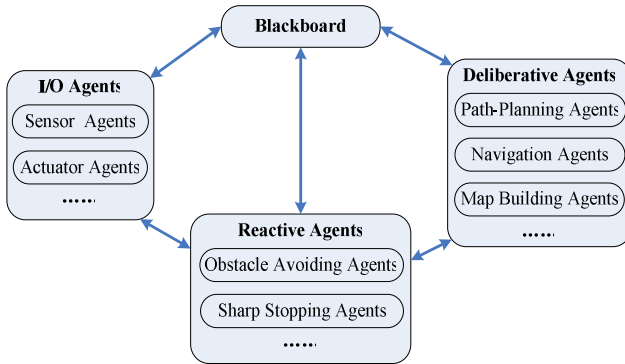 Blackboard
I/O Agents
Sensor Agents
Actuator Agents
......
Deliberative Agents
Path-Planning Agents
Navigation Agents
Map Building Agents
......
Reactive Agents
Obstacle Avoiding Agents
Sharp Stopping Agents
......